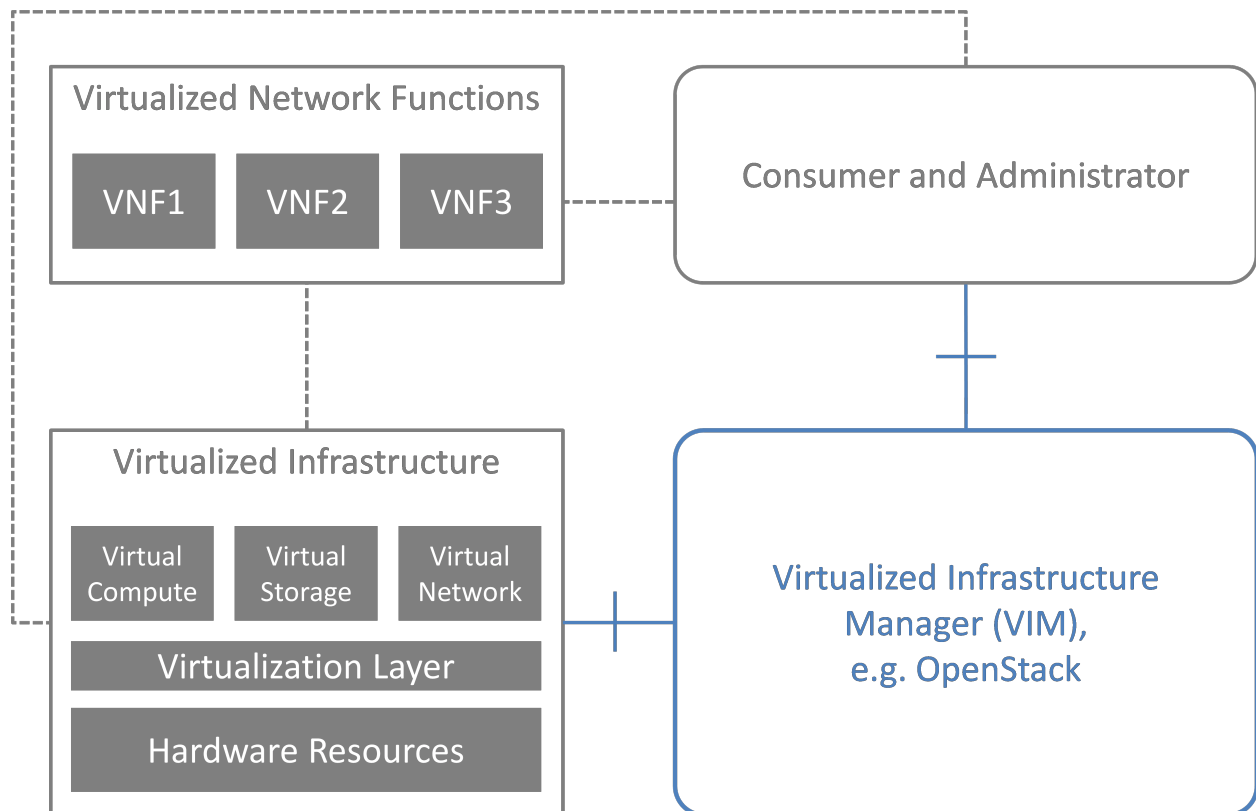 Virtualized Network Functions
VNF1
VNF2
VNF3
Consumer and Administrator
Virtualized Infrastructure
Virtual
Compute
Virtual
Storage
Virtual
Network
Virtualization Layer
Hardware Resources
Virtualized Infrastructure
Manager (VIM),
e.g. OpenStack